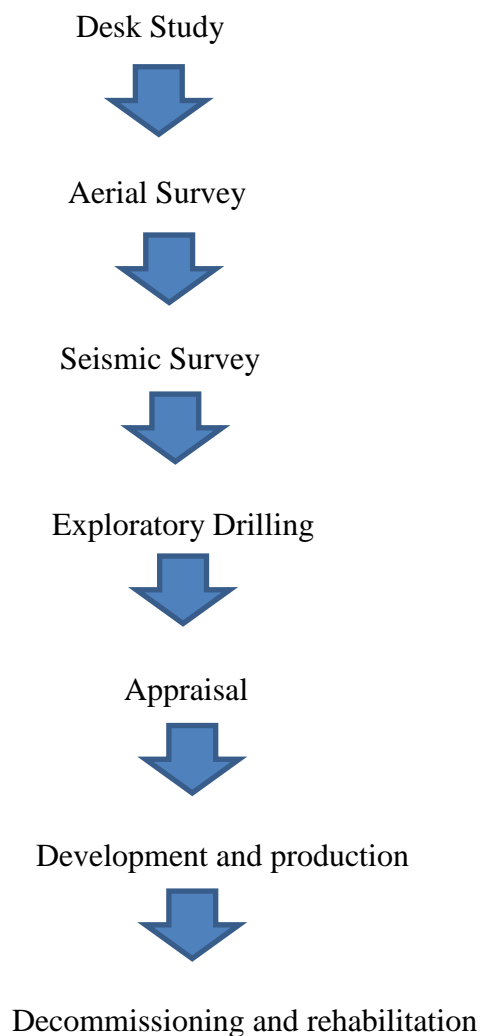 Desk Study
Aerial Survey
Seismic Survey
Exploratory Drilling
Appraisal
Development and production
Decommissioning and rehabilitation